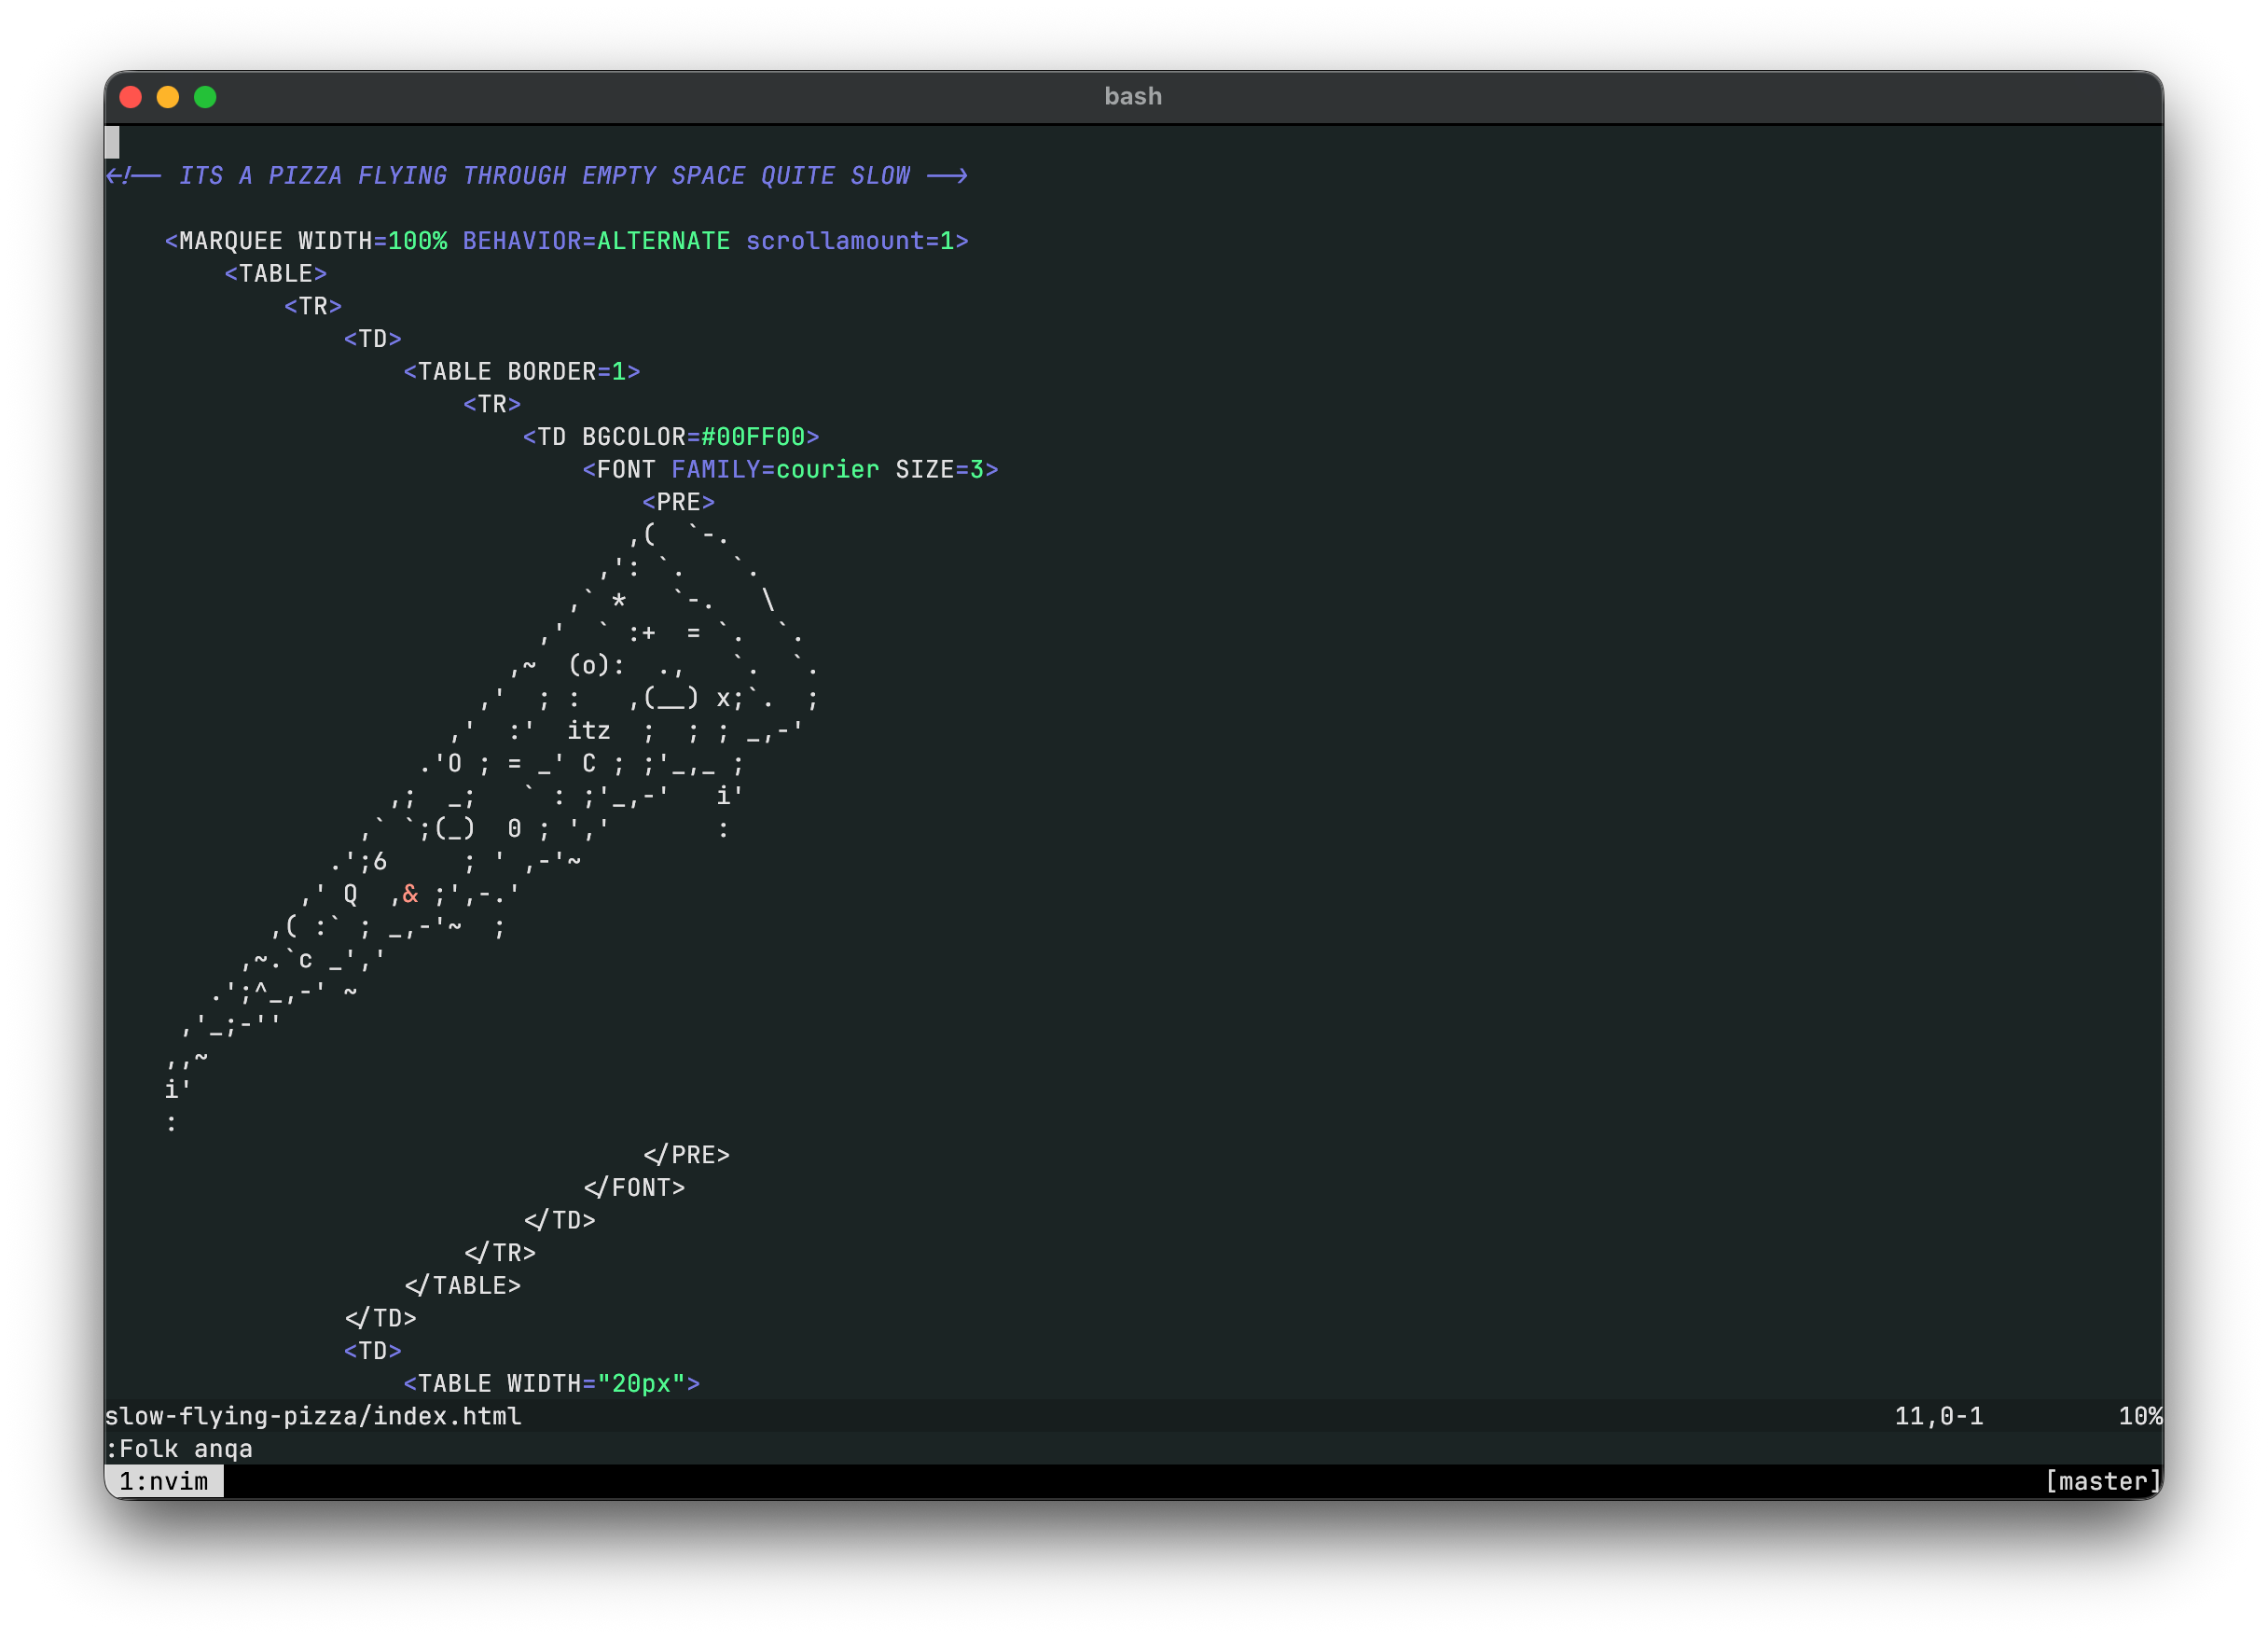 bash
<!-- ITS A PIZZA FLYING THROUGH EMPTY SPACE QUITE SLOW -->
    <MARQUEE WIDTH=100% BEHAVIOR=ALTERNATE scrollamount=1>
        <TABLE>
            <TR>
                <TD>
                    <TABLE BORDER=1>
                        <TR>
                            <TD BGCOLOR=#00FF00>
                                <FONT FAMILY=courier SIZE=3>
                                    <PRE>
                                   ,(  `-.
                                 ,': `.   `.
                               ,` *   `-.   \
                             ,'  ` :+  = `.  `.
                           ,~  (o):  .,   `.  `.
                         ,'  ; :   ,(__) x;`.  ;
                       ,'  :'  itz  ;  ; ; _,-'
                     .'O ; = _' C ; ;'_,_ ;
                   ,;  _;   ` : ;'_,-'   i'
                 ,` `;(_)  0 ; ','       :
               .';6     ; ' ,-'~
             ,' Q  ,& ;',-.'
           ,( :` ; _,-'~  ;
         ,~.`c _','
       .';^_,-' ~
     ,'_;-''
    ,,~
    i'
    :
                                    </PRE>
                                </FONT>
                            </TD>
                        </TR>
                    </TABLE>
                </TD>
                <TD>
                    <TABLE WIDTH="20px">
slow-flying-pizza/index.html 11,0-1 10%
:Folk anqa
1:nvim [master]